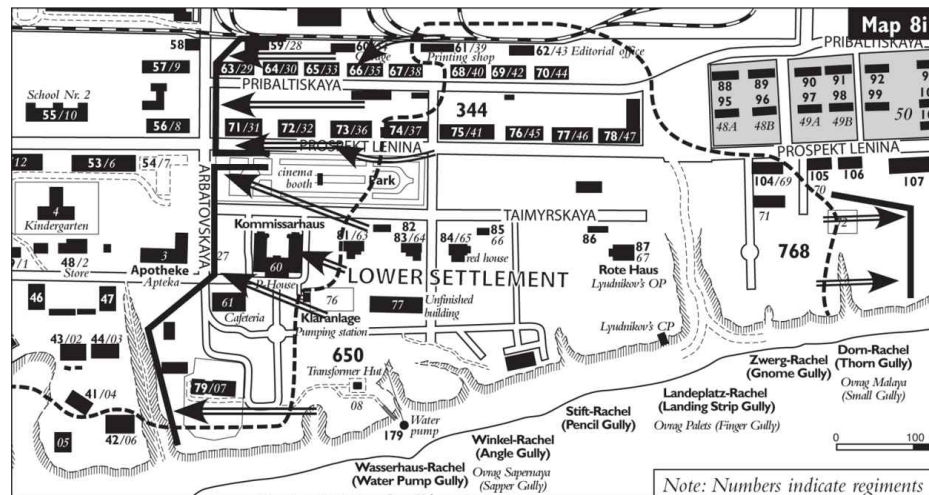 Map 8i
58
59/28
61/39
Printing shop
62/43 Editorial office
PRIBALTISKAYA
57/9
63/29
64/30
65/33
66/35
67/38
68/40
69/42
70/44
PRIBALTISKAYA
88
89
90
91
92
95
96
97
98
99
48A
48B
49A
49B
50
School Nr. 2
55/10
56/8
344
71/31
72/32
73/36
74/37
75/41
76/45
77/46
78/47
PROSPEKT LENINA
PROSPEKT LENINA
/12
53/6
54/7
ARBATOVSKAYA
cinema
booth
Park
104/69
105
70
106
107
4
Kindergarten
Kommissarhaus
TAIMYRSKAYA
71
72
81/63
82
83/64
84/65
85
66
red house
86
87
67
768
3
Apotheke
Apteka
27
60
P-House
LOWER SETTLEMENT
Rote Haus
Lyudnikov's OP
/1
48/2
Store
46
47
61
Cafeteria
76
77
Unfinished
building
Kläranlage
Pumping station
Lyudnikov's CP
43/02
44/03
650
Transformer Hut
08
79/07
41/04
42/06
05
Water
pump
179
Zwerg-Rachel
(Gnome Gully)
Dorn-Rachel
(Thorn Gully)
Ovrag Malaya
(Small Gully)
Landeplatz-Rachel
(Landing Strip Gully)
Ovrag Palets (Finger Gully)
Stift-Rachel
(Pencil Gully)
Winkel-Rachel
(Angle Gully)
Ovrag Sapernaya
(Sapper Gully)
Wasserhaus-Rachel
(Water Pump Gully)
0
100
Note: Numbers indicate regiments